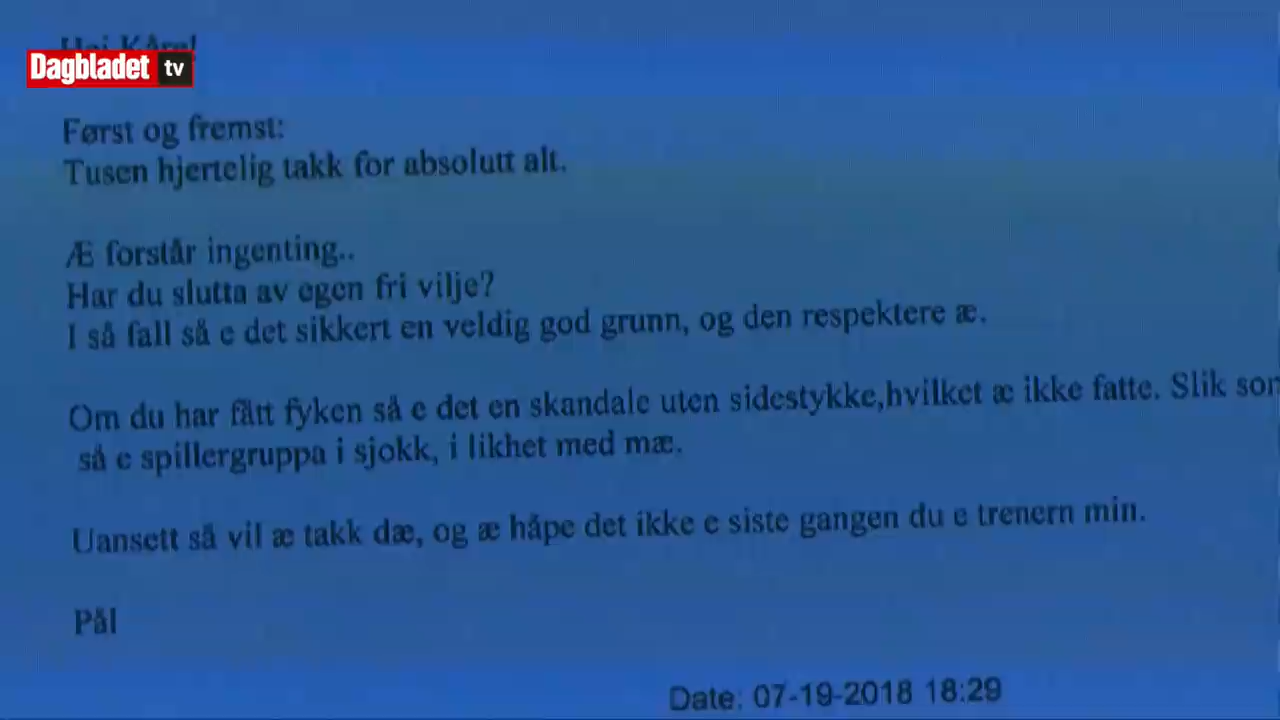 Hei Kåre!
Dagbladet tv
Først og fremst:
Tusen hjertelig takk for absolutt alt.
Æ forstår ingenting..
Har du slutta av egen fri vilje?
I så fall så e det sikkert en veldig god grunn, og den respektere æ.
Om du har fått fyken så e det en skandale uten sidestykke,hvilket æ ikke fatte. Slik som
så e spillergruppa i sjokk, i likhet med mæ.
Uansett så vil æ takk dæ, og æ håpe det ikke e siste gangen du e trenern min.
Pål
Date: 07-19-2018 18:29